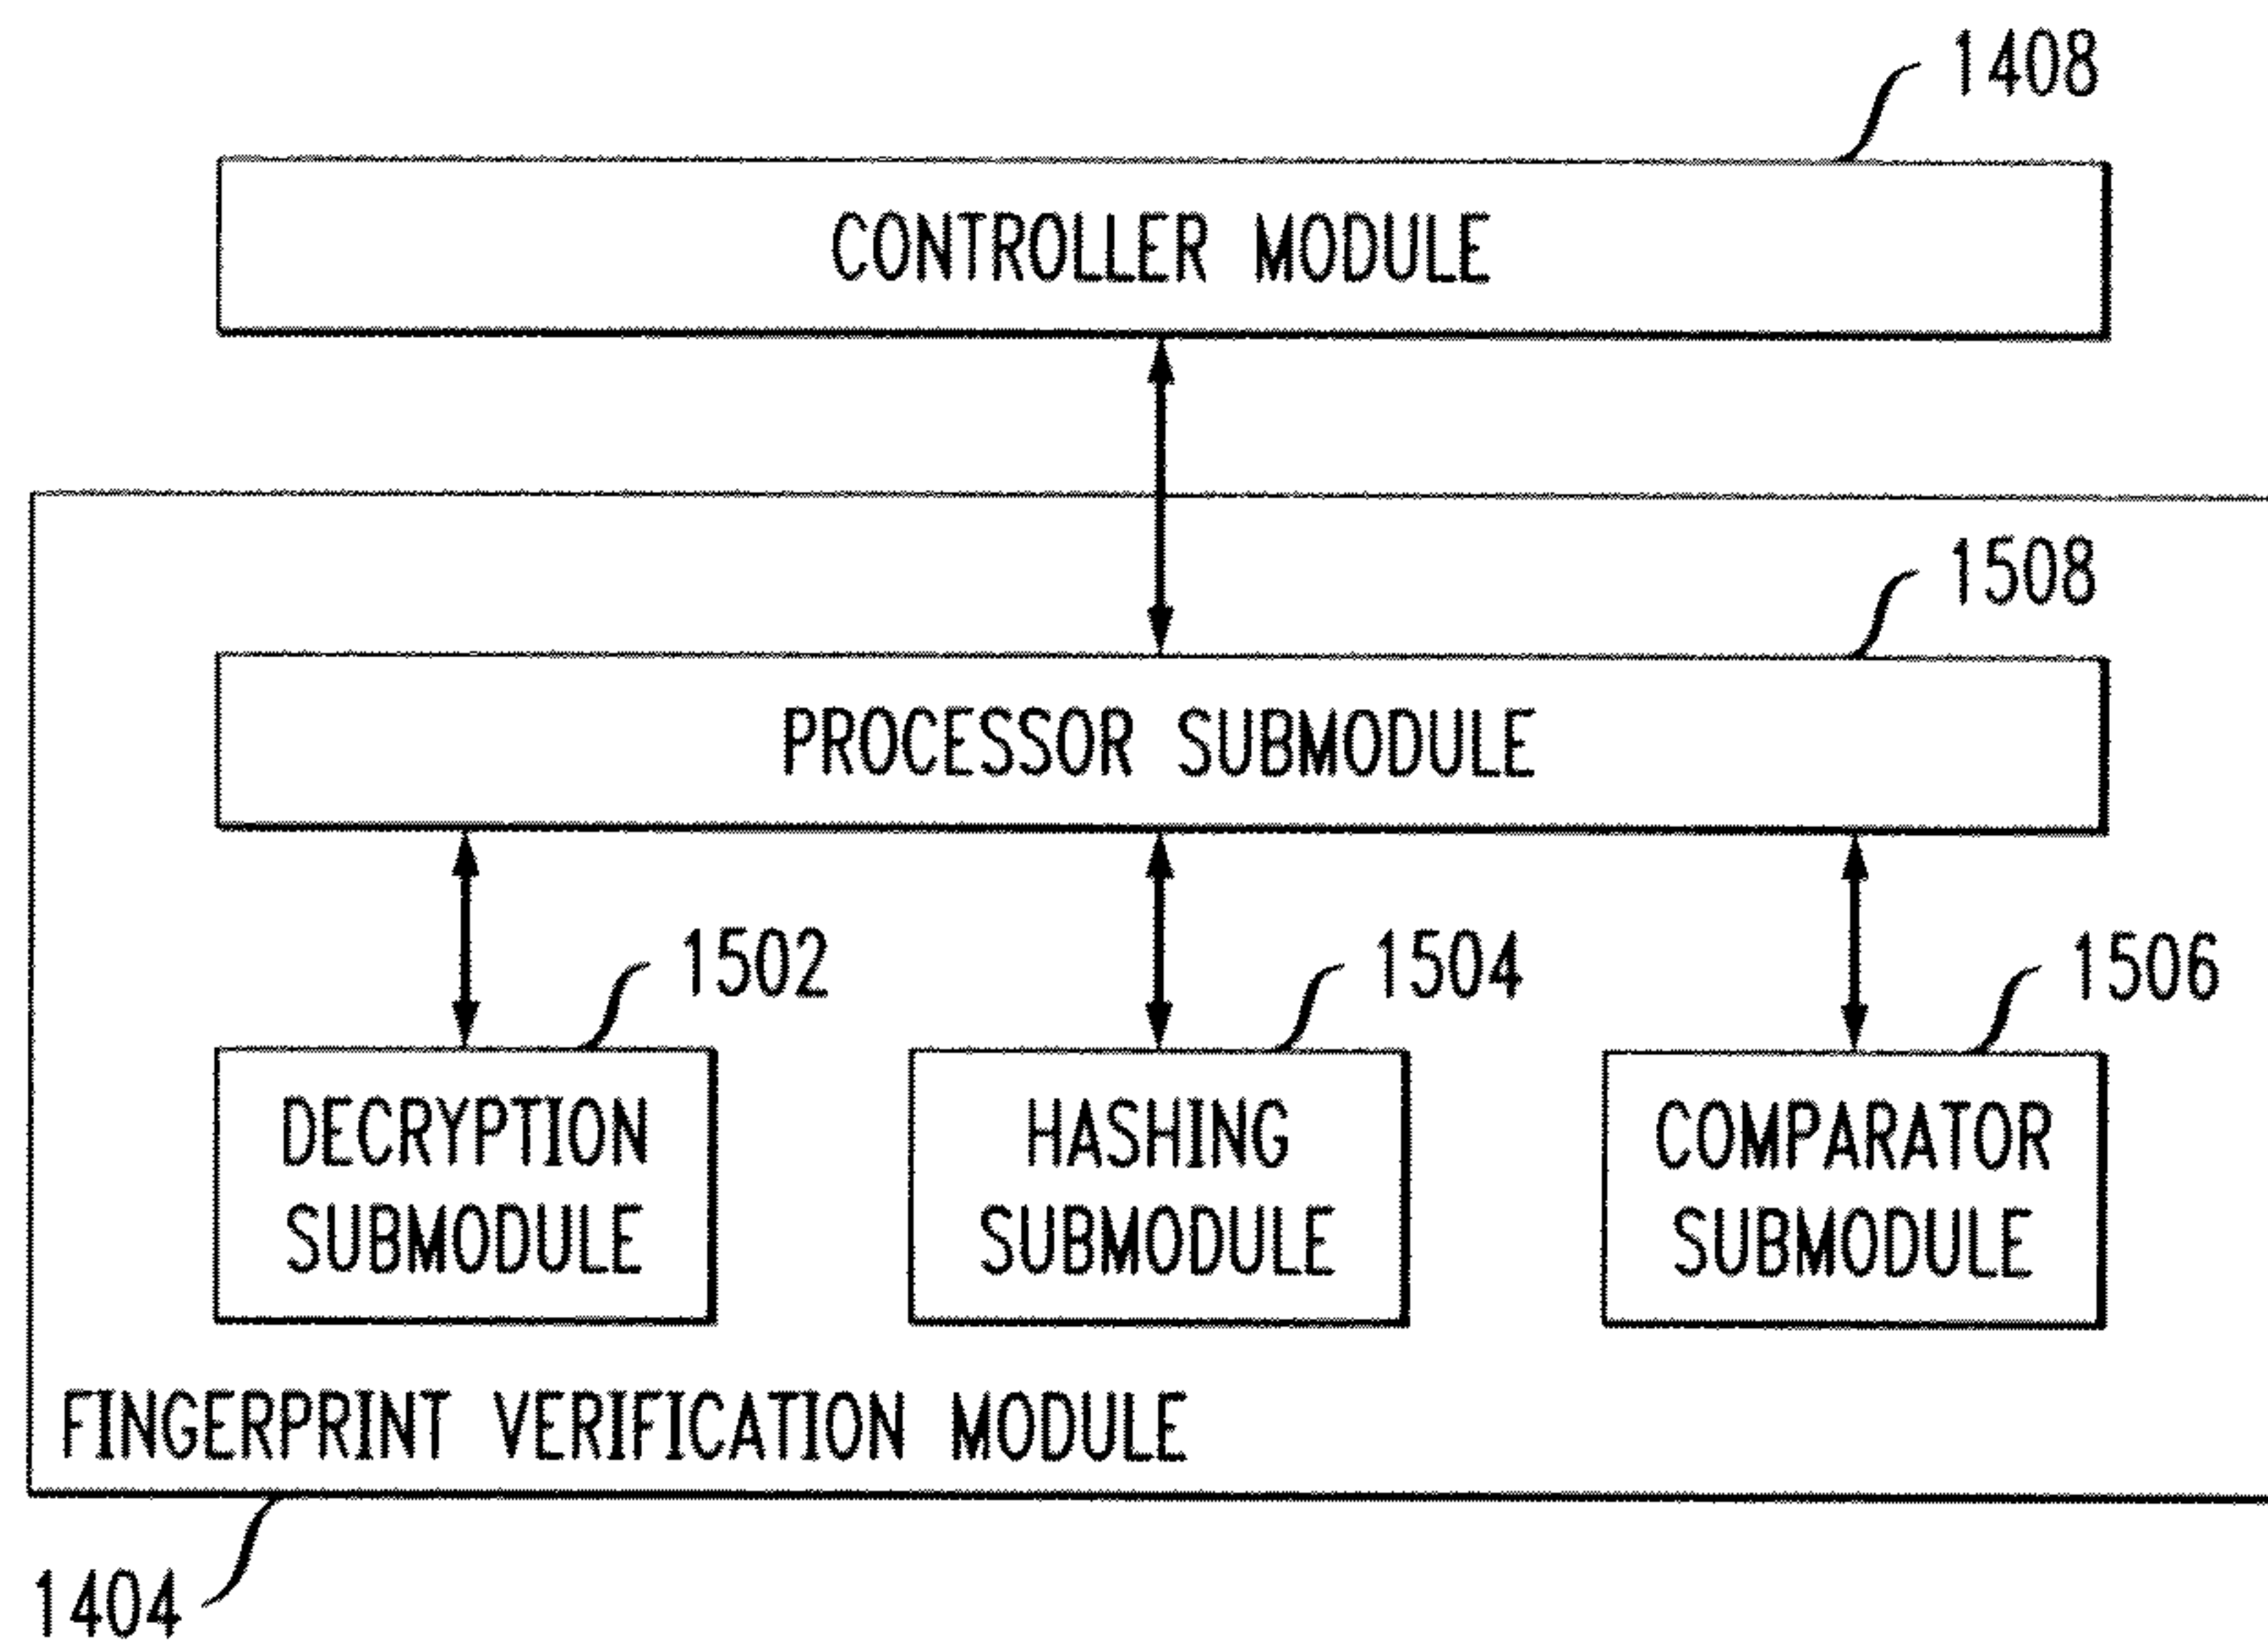 1408
CONTROLLER MODULE
1508
PROCESSOR SUBMODULE
1502
1504
1506
DECRYPTION
SUBMODULE
HASHING
SUBMODULE
COMPARATOR
SUBMODULE
FINGERPRINT VERIFICATION MODULE
1404